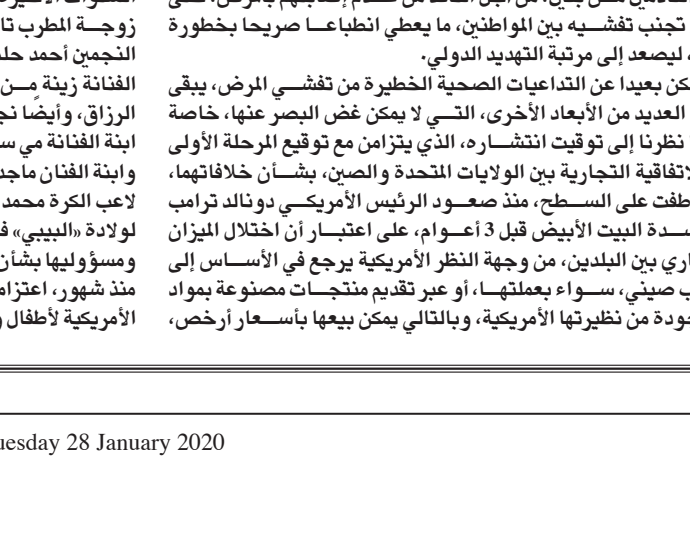 تجنب تفشيه بين المواطنين، ما يعطي انطباعا صريحا بخطورة
، ليصعد إلى مرتبة التهديد الدولي.
كن بعيدا عن التداعيات الصحية الخطيرة من تفشي المرض، يبقى
العديد من الأبعاد الأخرى، التي لا يمكن غض البصر عنها، خاصة
نظرنا إلى توقيت انتشاره، الذي يتزامن مع توقيع المرحلة الأولى
لاتفاقية التجارية بين الولايات المتحدة والصين، بشأن خلافاتهما،
طفت على السطح، منذ صعود الرئيس الأمريكي دونالد ترامب
سدة البيت الأبيض قبل 3 أعوام، على اعتبار أن اختلال الميزان
اري بين البلدين، من وجهة النظر الأمريكية يرجع في الأساس إلى
ب صيني، سواء بعملتها، أو عبر تقديم منتجات مصنوعة بمواد
جودة من نظيرتها الأمريكية، وبالتالي يمكن بيعها بأسعار أرخص،
زوجة المطرب تا
النجمين أحمد حل
الفنانة زينة مِن
الرزاق، وأيضًا نج
ابنة الفنانة مي س
وابنة الفنان ماجد
لاعب الكرة محمد
لولادة «البيبي» ف
ومسؤوليها بشأن
منذ شهور، اعتزام
الأمريكية لأطفال و
uesday 28 January 2020